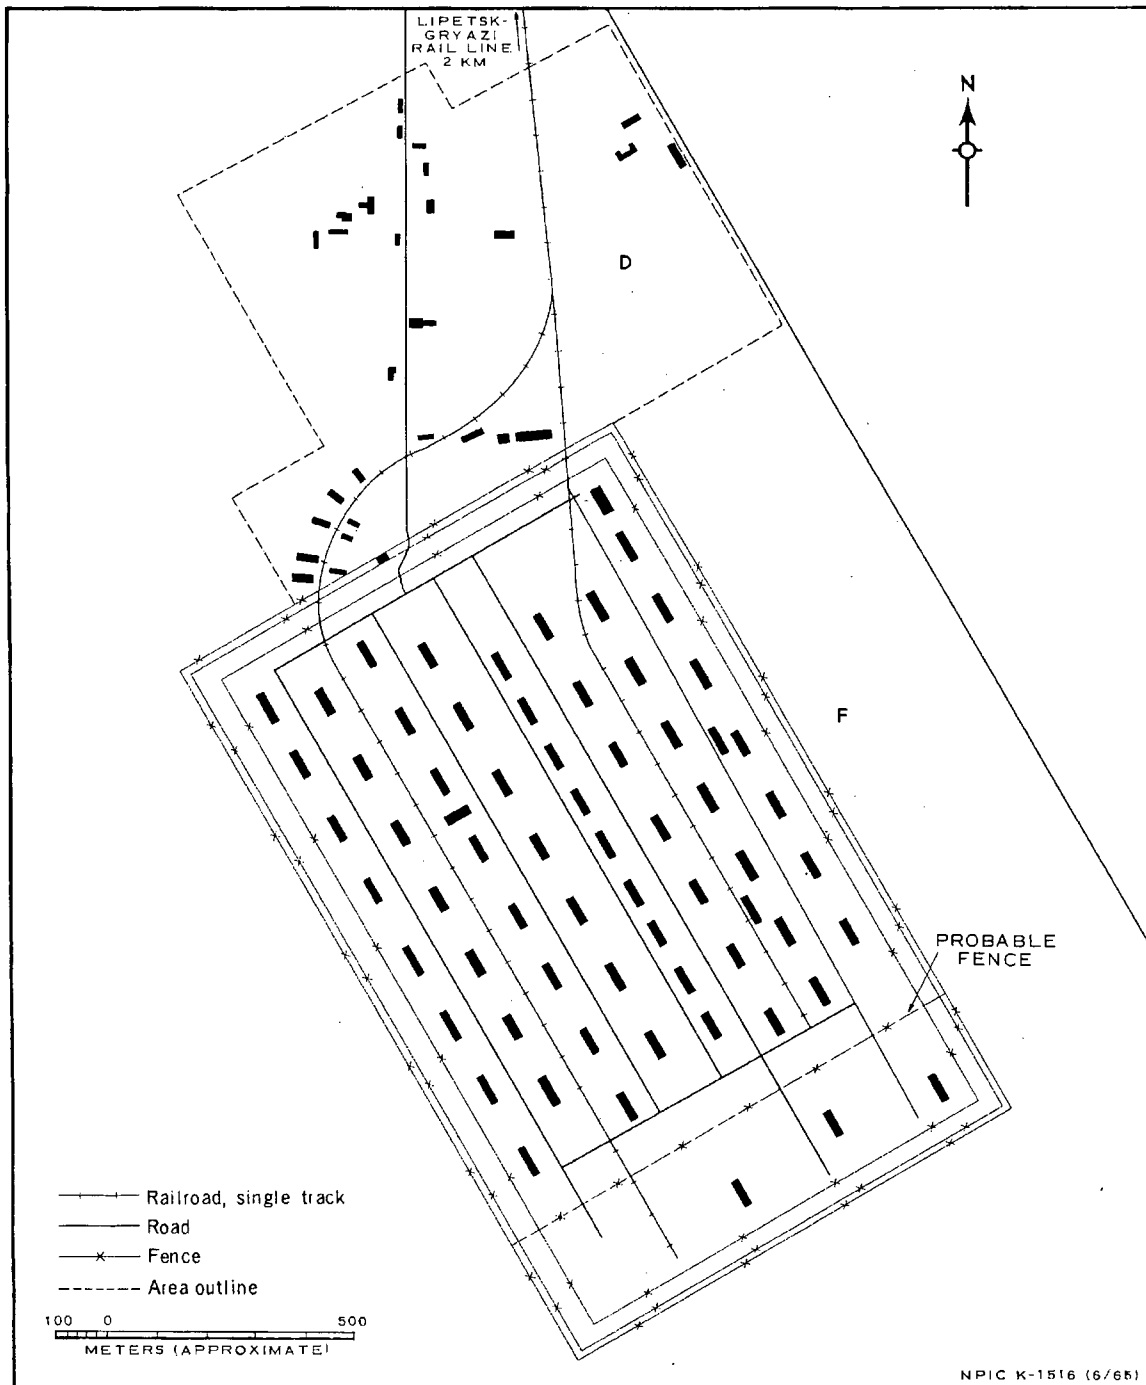 LIPETSK-
GRYAZI
RAIL LINE
2 KM
N
D
F
PROBABLE
FENCE
Railroad, single track
Road
Fence
Area outline
100 0 500
METERS (APPROXIMATE)
NPIC K-1516 (6/65)